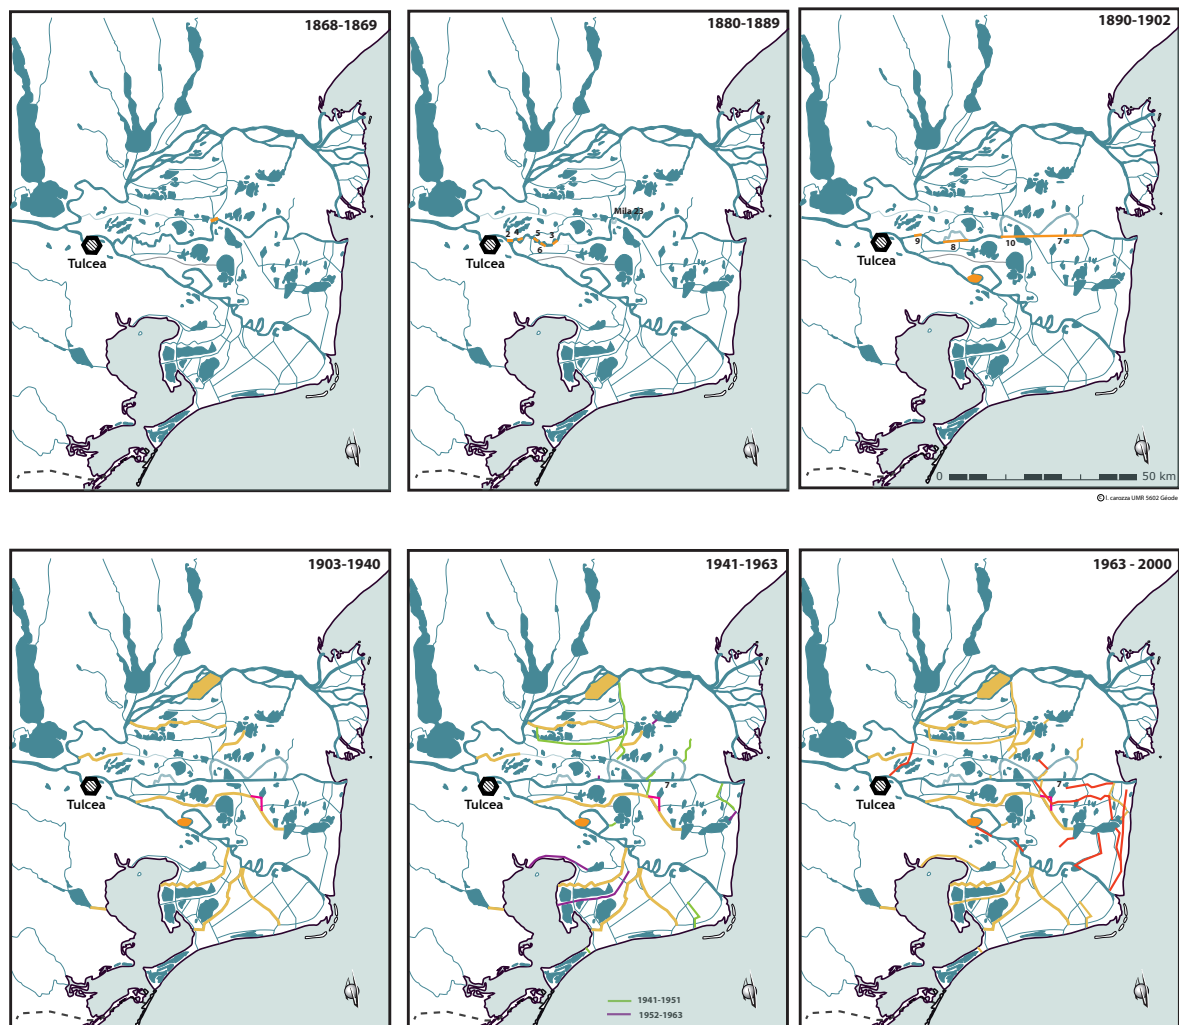 1868-1869
Tulcea
1880-1889
Mila 23
2 4 5 3
6
Tulcea
1890-1902
9 8 10 7
Tulcea
0 50 km
© l. carozza UMR 5602 Géode
1903-1940
Tulcea
1941-1963
7
Tulcea
1941-1951
1952-1963
1963 - 2000
Tulcea